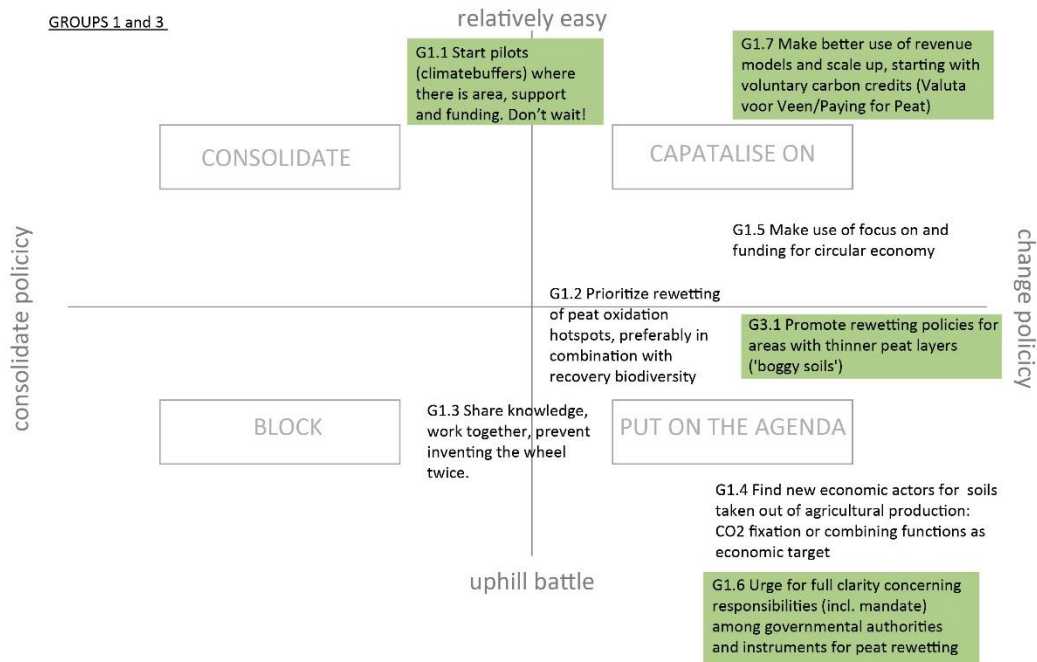 GROUPS 1 and 3
relatively easy
G1.1 Start pilots
(climatebuffers) where
there is area, support
and funding. Don't wait!
G1.7 Make better use of revenue
models and scale up, starting with
voluntary carbon credits (Valuta
voor Veen/Paying for Peat)
CONSOLIDATE
CAPATALISE ON
G1.5 Make use of focus on and
funding for circular economy
consolidate policicy
change policicy
G1.2 Prioritize rewetting
of peat oxidation
hotspots, preferably in
combination with
recovery biodiversity
G3.1 Promote rewetting policies for
areas with thinner peat layers
('boggy soils')
BLOCK
G1.3 Share knowledge,
work together, prevent
inventing the wheel
twice.
PUT ON THE AGENDA
G1.4 Find new economic actors for soils
taken out of agricultural production:
CO2 fixation or combining functions as
economic target
uphill battle
G1.6 Urge for full clarity concerning
responsibilities (incl. mandate)
among governmental authorities
and instruments for peat rewetting